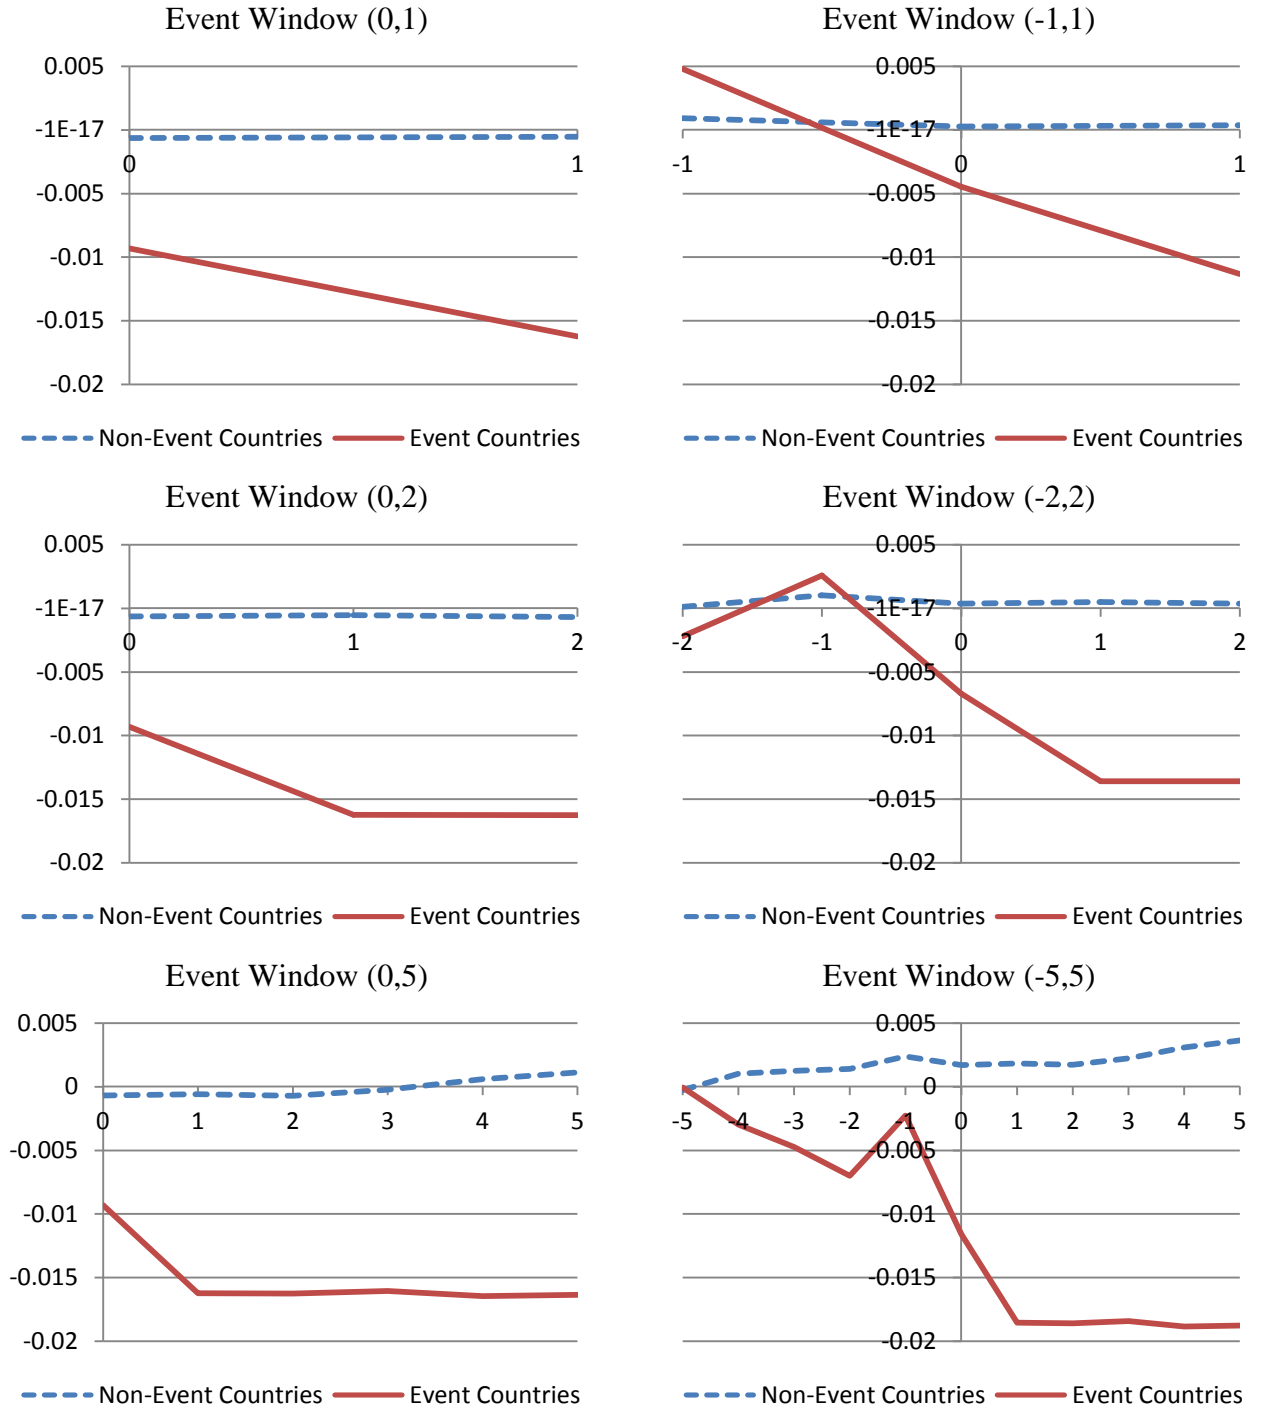 Event Window (0,1)
0.005
-1E-17
0 1
-0.005
-0.01
-0.015
-0.02
Non-Event Countries Event Countries
Event Window (-1,1)
0.005
-1E-17
-1 0 1
-0.005
-0.01
-0.015
-0.02
Non-Event Countries Event Countries
Event Window (0,2)
0.005
-1E-17
0 1 2
-0.005
-0.01
-0.015
-0.02
Non-Event Countries Event Countries
Event Window (-2,2)
0.005
-1E-17
-2 -1 0 1 2
-0.005
-0.01
-0.015
-0.02
Non-Event Countries Event Countries
Event Window (0,5)
0.005
0
0 1 2 3 4 5
-0.005
-0.01
-0.015
-0.02
Non-Event Countries Event Countries
Event Window (-5,5)
0.005
0
-5 -4 -3 -2 -1 0 1 2 3 4 5
-0.005
-0.01
-0.015
-0.02
Non-Event Countries Event Countries